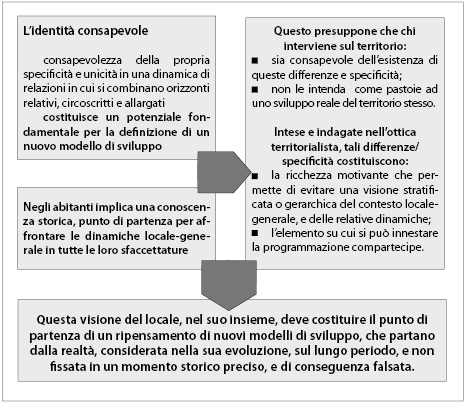 L'identità consapevole
consapevolezza della propria
specificità e unicità in una dinamica di
relazioni in cui si combinano orizzonti
relativi, circoscritti e allargati
costituisce un potenziale fon-
damentale per la definizione di un
nuovo modello di sviluppo
Negli abitanti implica una conoscen-
za storica, punto di partenza per af-
frontare le dinamiche locale-gene-
rale in tutte le loro sfaccettature
Questo presuppone che chi
interviene sul territorio:
■ sia consapevole dell'esistenza di
queste differenze e specificità;
■ non le intenda come pastoie ad
uno sviluppo reale del territorio stesso.
Intese e indagate nell'ottica
territorialista, tali differenze/
specificità costituiscono:
■ la ricchezza motivante che per-
mette di evitare una visione stratifi-
cata o gerarchica del contesto locale-
generale, e delle relative dinamiche;
■ l'elemento su cui si può innestare
la programmazione compartecipe.
Questa visione del locale, nel suo insieme, deve costituire il punto di
partenza di un ripensamento di nuovi modelli di sviluppo, che partano
dalla realtà, considerata nella sua evoluzione, sul lungo periodo, e non
fissata in un momento storico preciso, e di conseguenza falsata.